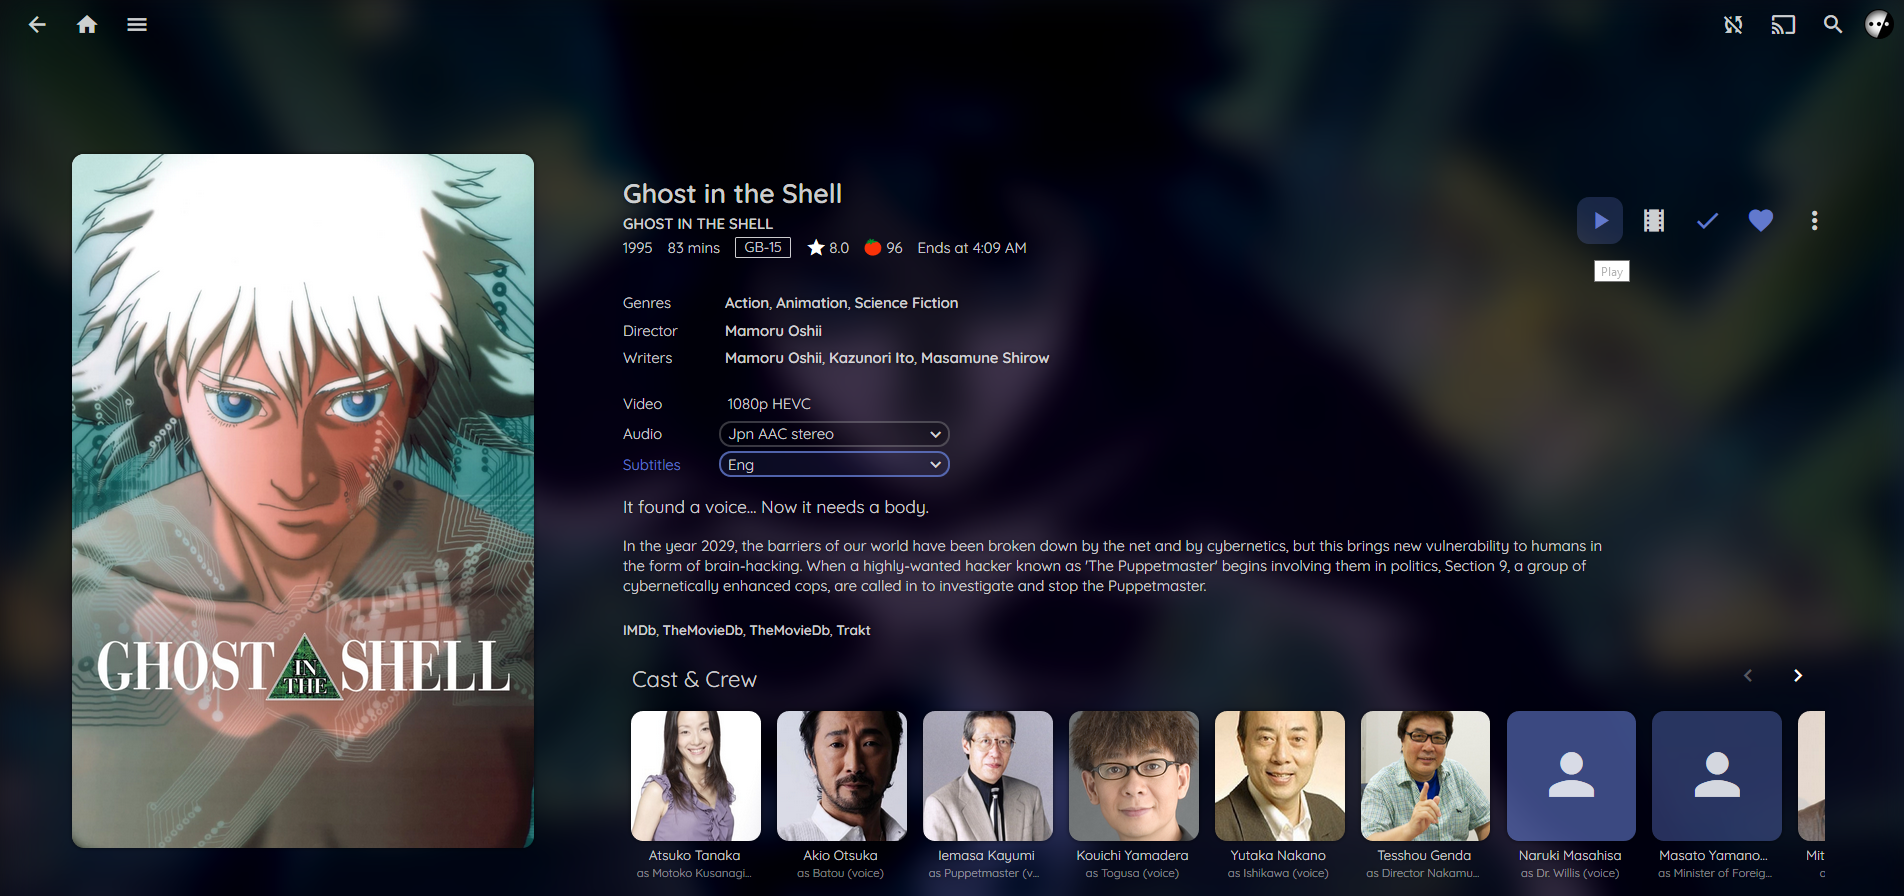 Ghost in the Shell
GHOST IN THE SHELL
1995 83 mins GB-15 8.0 96 Ends at 4:09 AM
Play
Genres Action, Animation, Science Fiction
Director Mamoru Oshii
Writers Mamoru Oshii, Kazunori Ito, Masamune Shirow
Video 1080p HEVC
Audio Jpn AAC stereo
Subtitles Eng
It found a voice... Now it needs a body.
In the year 2029, the barriers of our world have been broken down by the net and by cybernetics, but this brings new vulnerability to humans in
the form of brain-hacking. When a highly-wanted hacker known as 'The Puppetmaster' begins involving them in politics, Section 9, a group of
cybernetically enhanced cops, are called in to investigate and stop the Puppetmaster.
IMDb, TheMovieDb, TheMovieDb, Trakt
GHOST IN THE SHELL
Cast & Crew
Atsuko Tanaka
as Motoko Kusanagi...
Akio Otsuka
as Batou (voice)
Iemasa Kayumi
as Puppetmaster (v...
Kouichi Yamadera
as Togusa (voice)
Yutaka Nakano
as Ishikawa (voice)
Tesshou Genda
as Director Nakamu...
Naruki Masahisa
as Dr. Willis (voice)
Masato Yamano...
as Minister of Foreig...
Mit